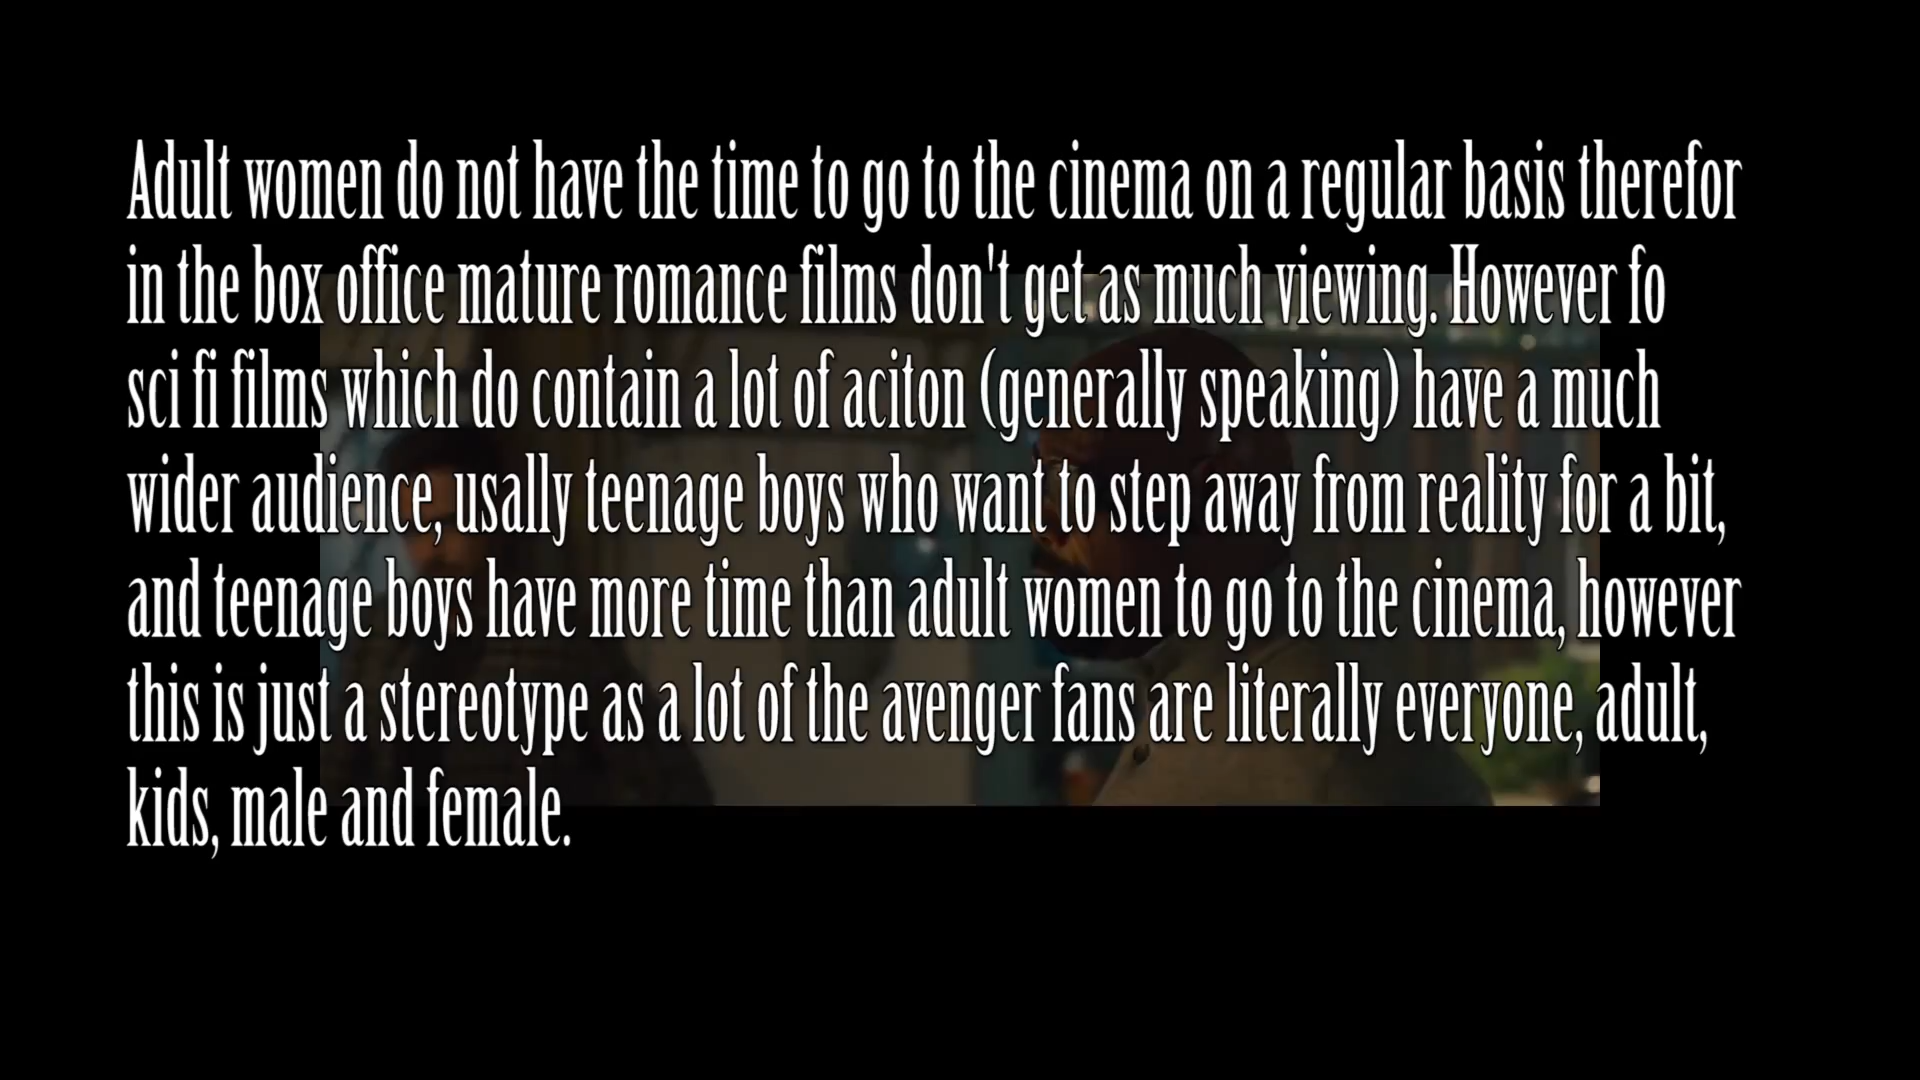 Adult women do not have the time to go to the cinema on a regular basis therefor
in the box office mature romance films don't get as much viewing. However fo
sci fi films which do contain a lot of aciton (generally speaking) have a much
wider audience, usally teenage boys who want to step away from reality for a bit,
and teenage boys have more time than adult women to go to the cinema, however
this is just a stereotype as a lot of the avenger fans are literally everyone, adult,
kids, male and female.